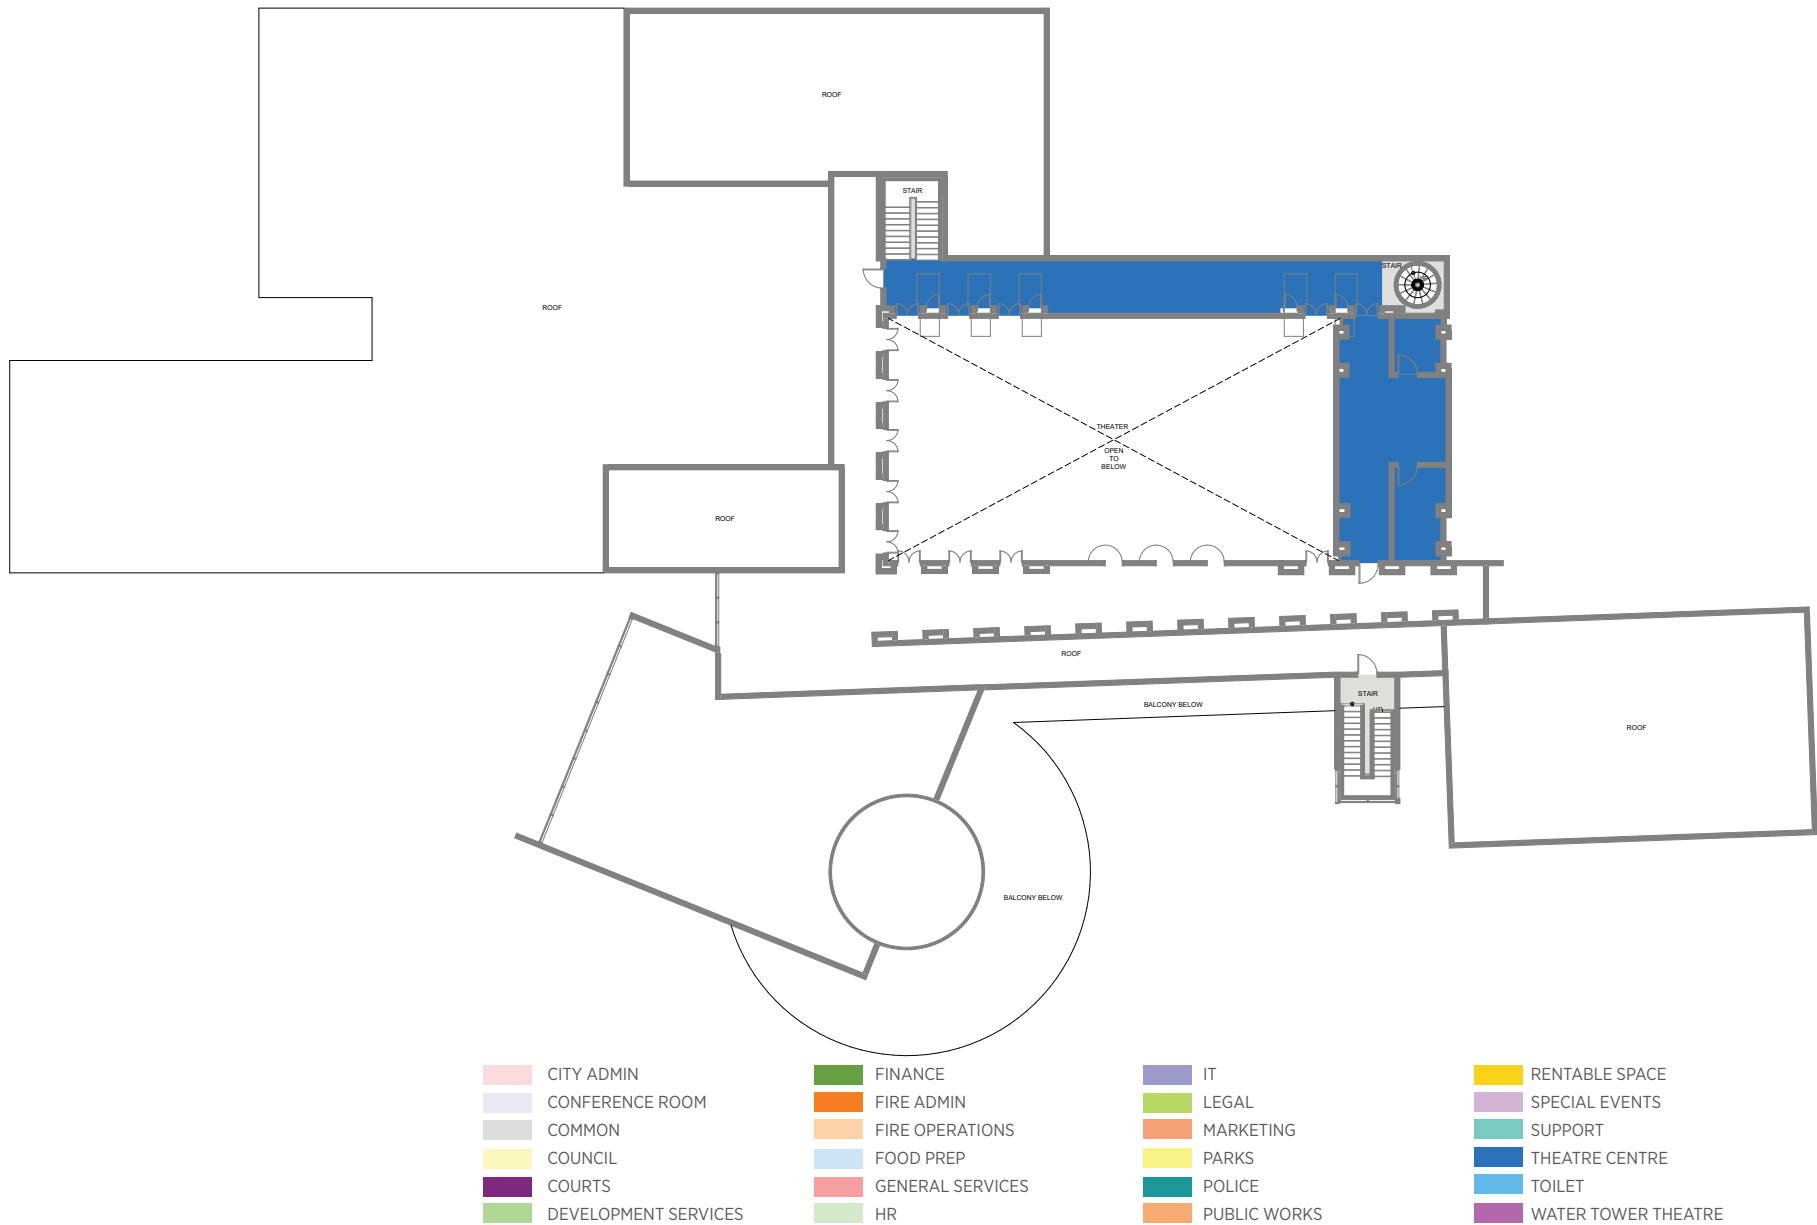 ROOF
STAIR
STAIR
ROOF
THEATER
OPEN
TO
BELOW
ROOF
ROOF
STAIR
BALCONY BELOW
ROOF
BALCONY BELOW
CITY ADMIN
CONFERENCE ROOM
COMMON
COUNCIL
COURTS
DEVELOPMENT SERVICES
FINANCE
FIRE ADMIN
FIRE OPERATIONS
FOOD PREP
GENERAL SERVICES
HR
IT
LEGAL
MARKETING
PARKS
POLICE
PUBLIC WORKS
RENTABLE SPACE
SPECIAL EVENTS
SUPPORT
THEATRE CENTRE
TOILET
WATER TOWER THEATRE